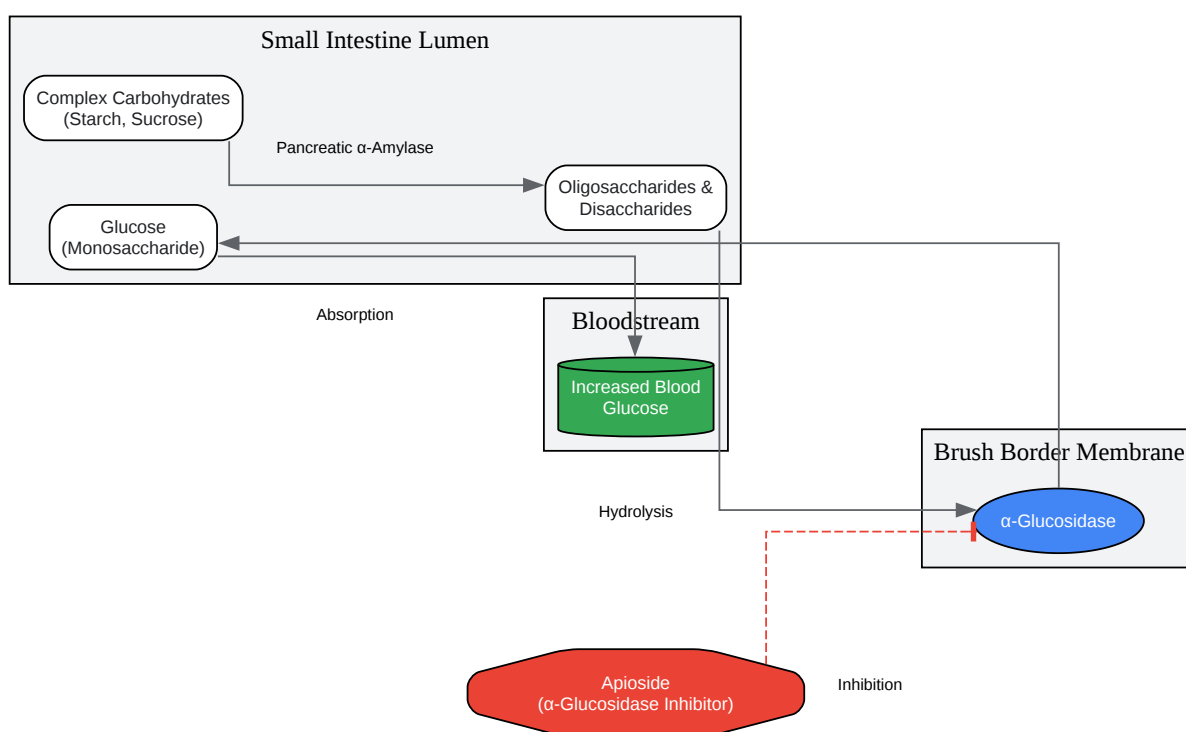 Small Intestine Lumen
Complex Carbohydrates
(Starch, Sucrose)
Pancreatic α-Amylase
Oligosaccharides &
Disaccharides
Glucose
(Monosaccharide)
Absorption
Bloodstream
Increased Blood
Glucose
Brush Border Membrane
Hydrolysis
α-Glucosidase
Apioside
(α-Glucosidase Inhibitor)
Inhibition